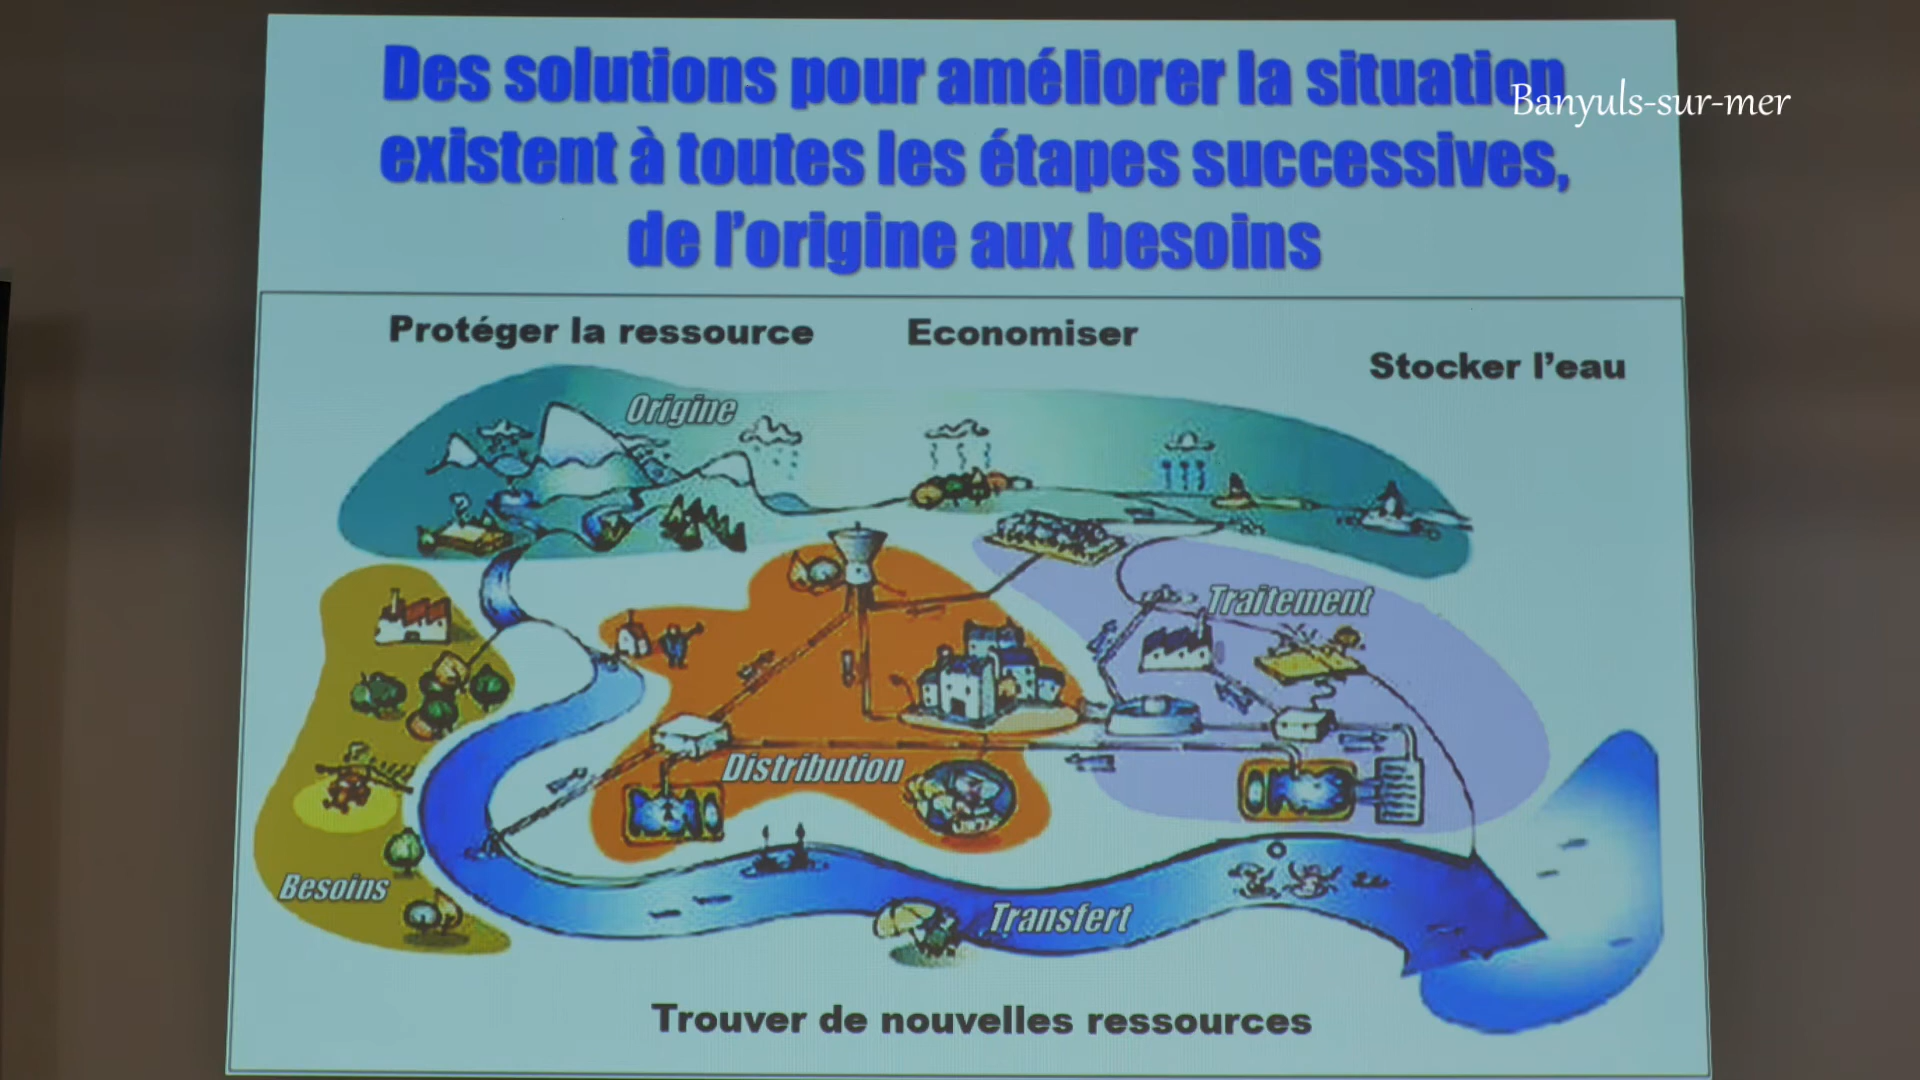 Des solutions pour améliorer la situation
Banyuls-sur-mer
existent à toutes les étapes successives,
de l'origine aux besoins
Protéger la ressource
Economiser
Stocker l'eau
Origine
Traitement
Distribution
Besoins
Transfert
Trouver de nouvelles ressources